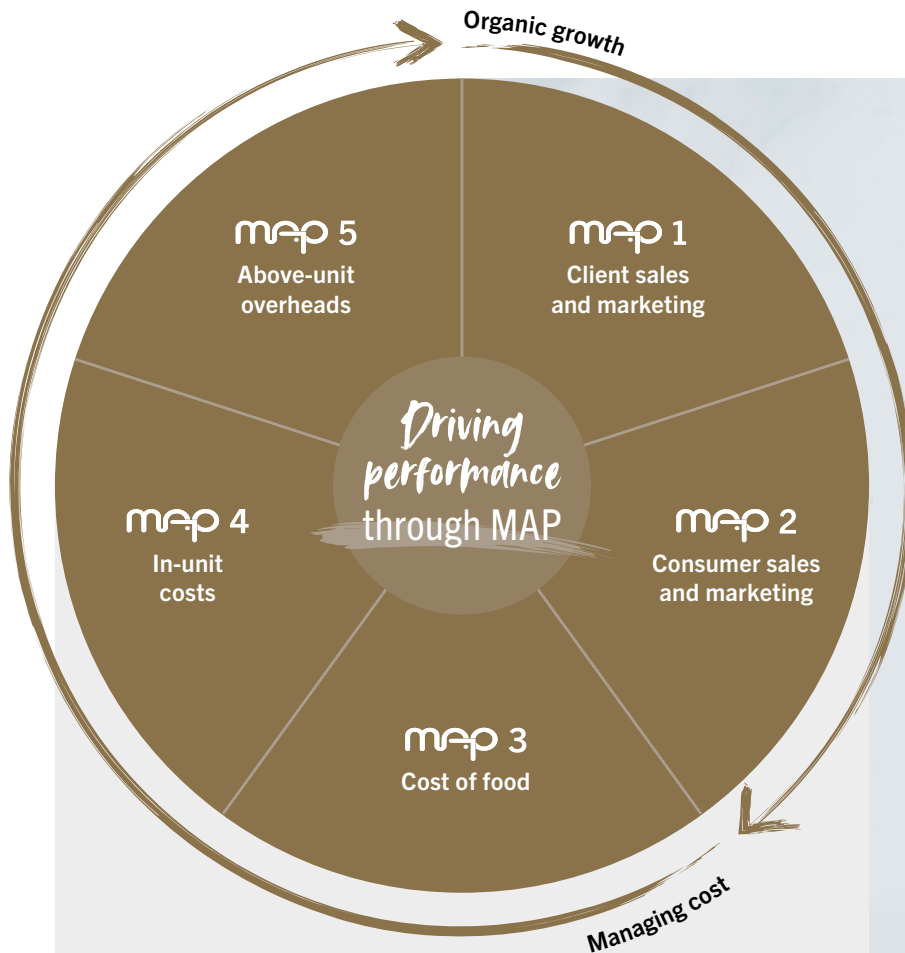 Organic growth
map 5
Above-unit
overheads
map 1
Client sales
and marketing
Driving
performance
through MAP
map 4
In-unit
costs
map 2
Consumer sales
and marketing
map 3
Cost of food
Managing cost